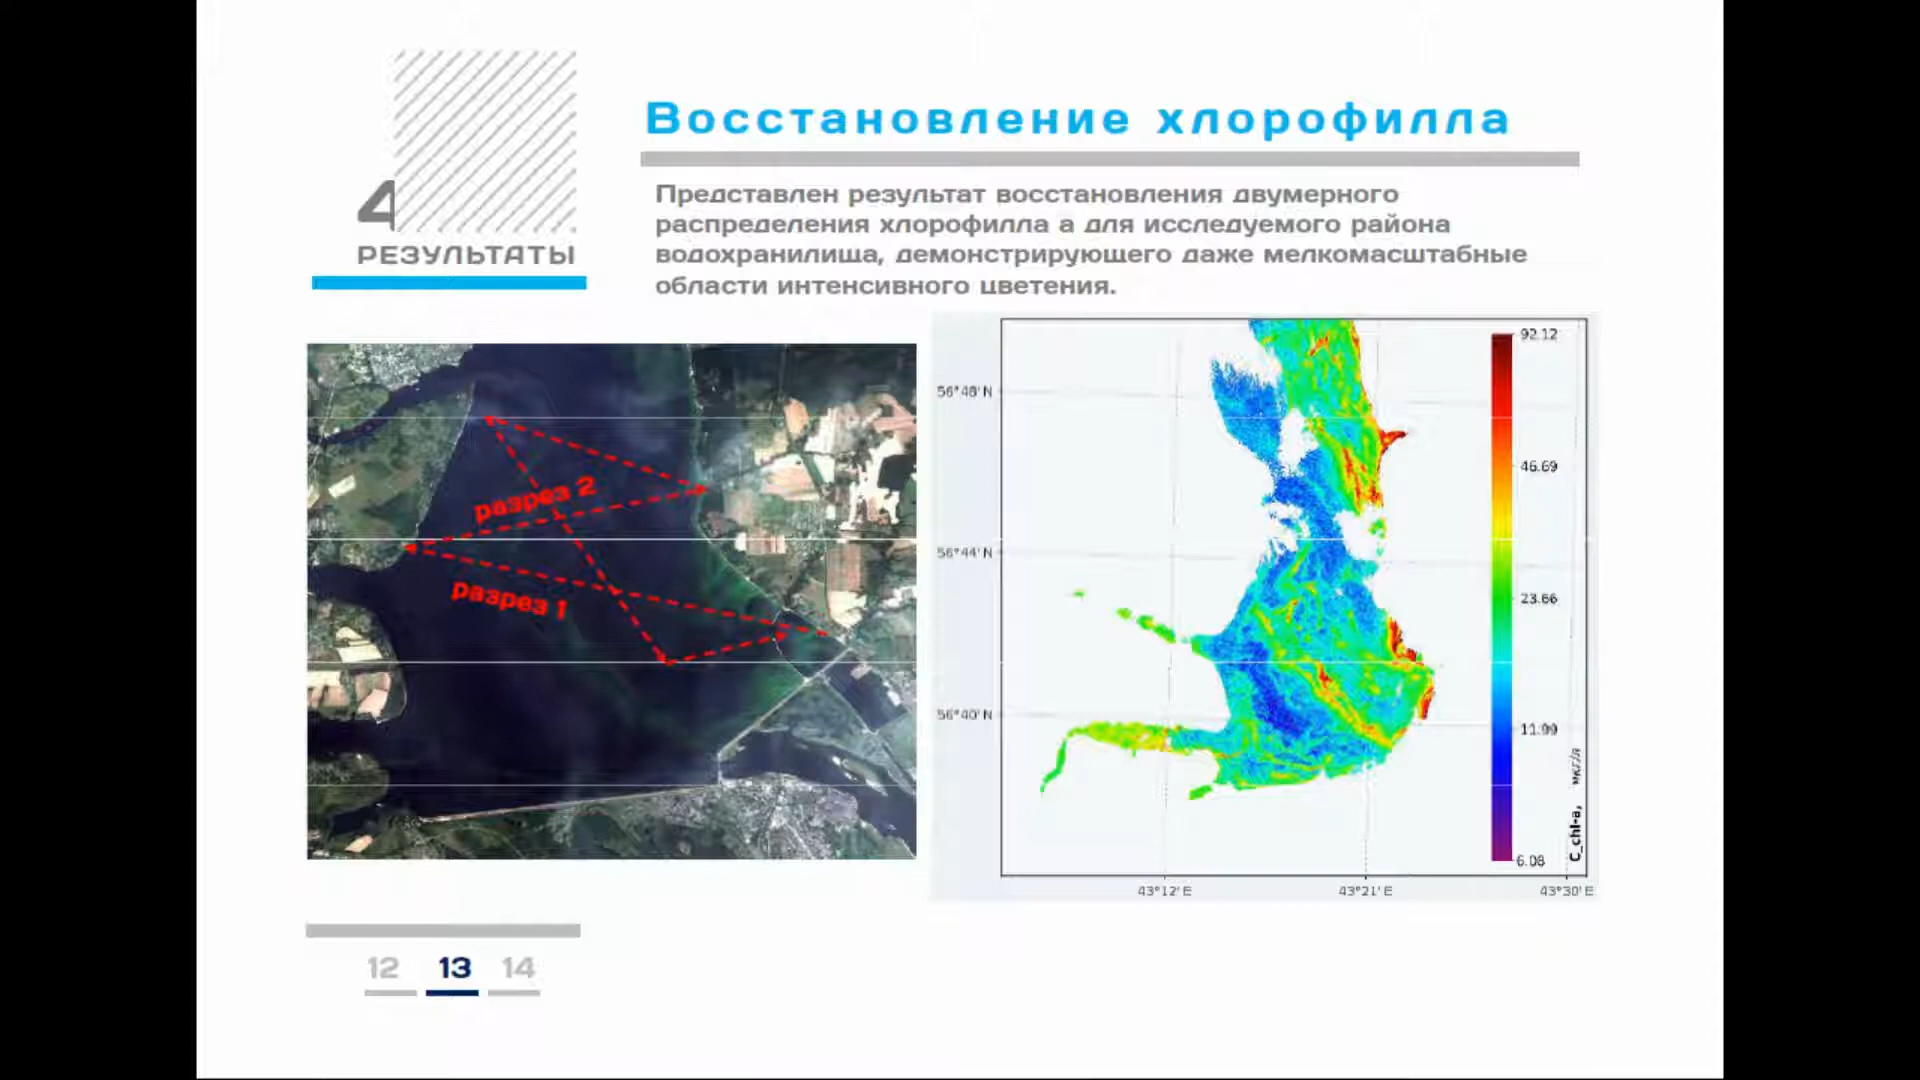 4
РЕЗУЛЬТАТЫ
Восстановление хлорофилла
Представлен результат восстановления двумерного
распределения хлорофилла а для исследуемого района
водохранилища, демонстрирующего даже мелкомасштабные
области интенсивного цветения.
разрез 2
разрез 1
56°48'N
56°44'N
56°40'N
43°12'E
43°21'E
43°30'E
92.12
46.69
23.66
11.99
6.08
C_chl-a, мкг/л
12 13 14